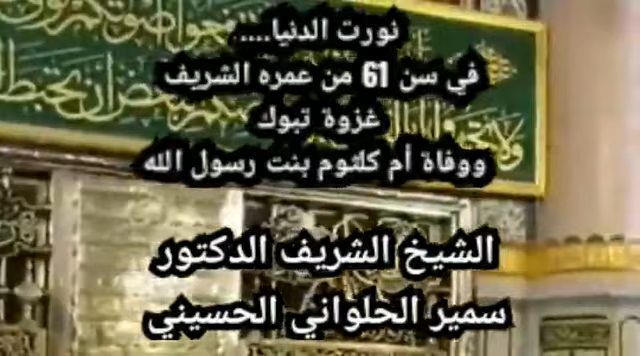 نورت الدنيا....
في سن 61 من عمره الشريف
غزوة تبوك
ووفاة أم كلثوم بنت رسول الله
الشيخ الشريف الدكتور
سمير الحلواني الحسيني